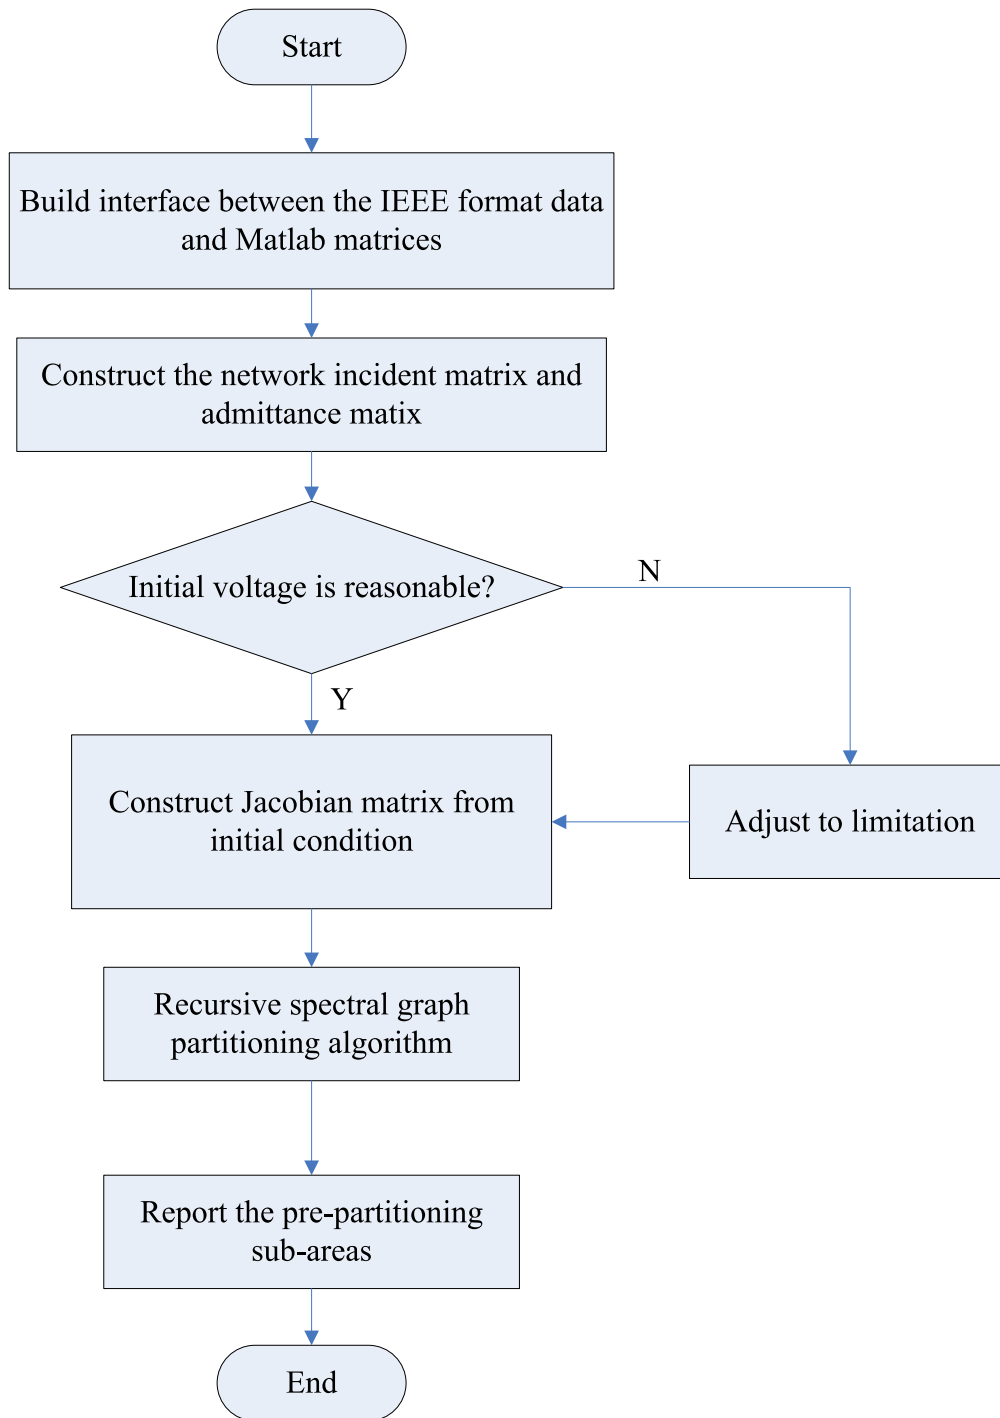 Start
Build interface between the IEEE format data
and Matlab matrices
Construct the network incident matrix and
admittance matix
Initial voltage is reasonable?
N
Y
Construct Jacobian matrix from
initial condition
Adjust to limitation
Recursive spectral graph
partitioning algorithm
Report the pre-partitioning
sub-areas
End